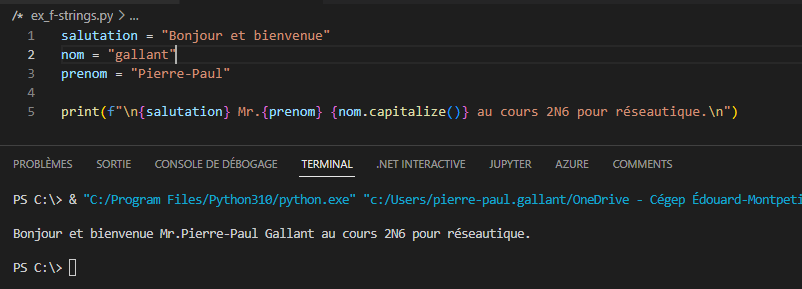 ex_f-strings.py > ...
1 salutation = "Bonjour et bienvenue"
2 nom = "gallant"
3 prenom = "Pierre-Paul"
4
5 print(f"\n{salutation} Mr.{prenom} {nom.capitalize()} au cours 2N6 pour réseautique.\n")
PROBLÈMES SORTIE CONSOLE DE DÉBOGAGE TERMINAL .NET INTERACTIVE JUPYTER AZURE COMMENTS
PS C:\> & "C:/Program Files/Python310/python.exe" "c:/Users/pierre-paul.gallant/OneDrive - Cégep Édouard-Montpeti
Bonjour et bienvenue Mr.Pierre-Paul Gallant au cours 2N6 pour réseautique.
PS C:\>